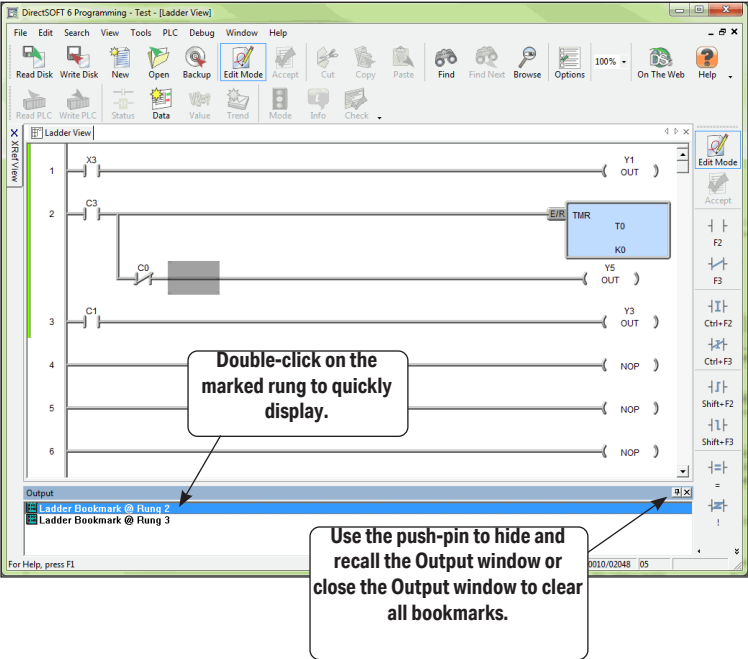 DirectSOFT 6 Programming - Test - [Ladder View]
File Edit Search View Tools PLC Debug Window Help
Read Disk Write Disk New Open Backup Edit Mode Accept Cut Copy Paste Find Find Next Browse Options 100% On The Web Help
Read PLC Write PLC Status Data Value Trend Mode Info Check
XRef View
Ladder View
1 X3 Y1 OUT
2 C3 E/R TMR T0 K0
C0 Y5 OUT
3 C1 Y3 OUT
4 NOP
5 NOP
6 NOP
Edit Mode
Accept
F2
F3
Ctrl+F2
Ctrl+F3
Shift+F2
Shift+F3
=
!
Double-click on the
marked rung to quickly
display.
Output
Ladder Bookmark @ Rung 2
Ladder Bookmark @ Rung 3
Use the push-pin to hide and
recall the Output window or
close the Output window to clear
all bookmarks.
For Help, press F1
0010/02048 05